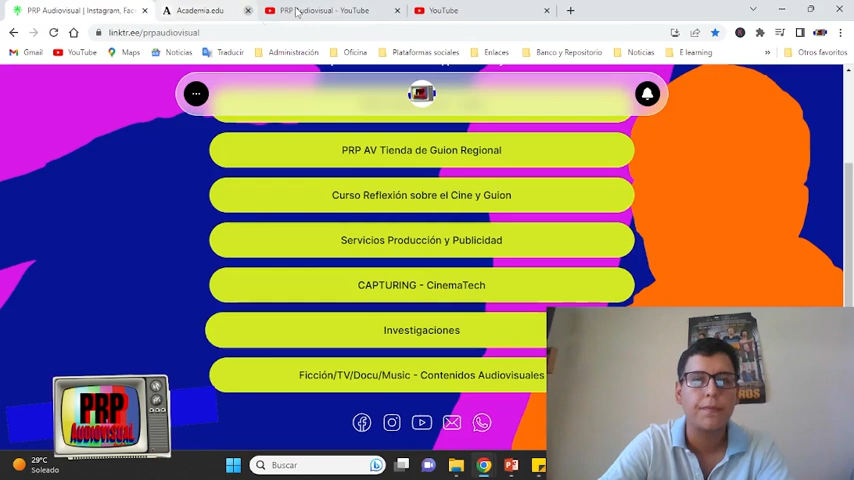 PRP Audiovisual | Instagram, Fac
Academia.edu
PRP Audiovisual - YouTube
YouTube
linktr.ee/prpaudiovisual
Gmail
YouTube
Maps
Noticias
Traducir
Administración
Oficina
Plataformas sociales
Enlaces
Banco y Repositorio
Noticias
E learning
Otros favoritos
PRP AV Tienda de Guion Regional
Curso Reflexión sobre el Cine y Guion
Servicios Producción y Publicidad
CAPTURING - CinemaTech
Investigaciones
Ficción/TV/Docu/Music - Contenidos Audiovisuales
PRP
AUDIOVISUAL
29°C
Soleado
Buscar